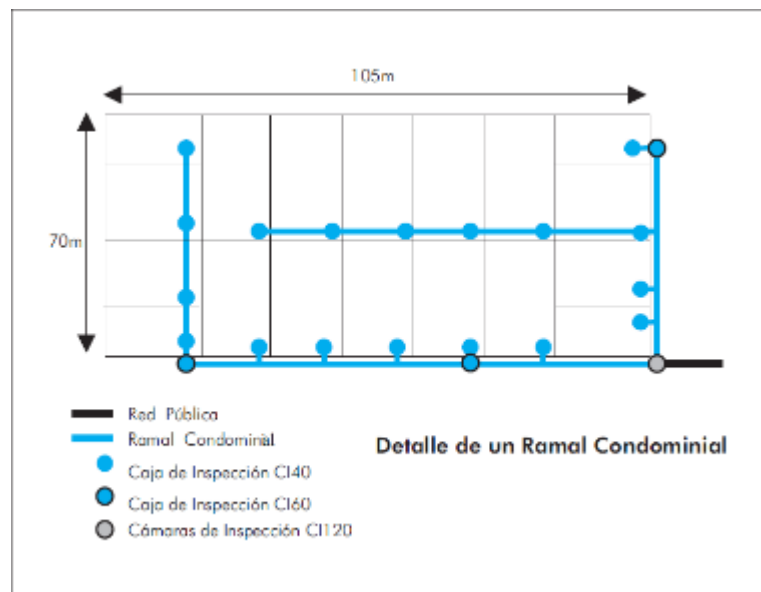 105m
70m
Red Pública
Ramal Condominial
Detalle de un Ramal Condominial
Caja de Inspección CI40
Caja de Inspección CI60
Cámaras de Inspección CI120